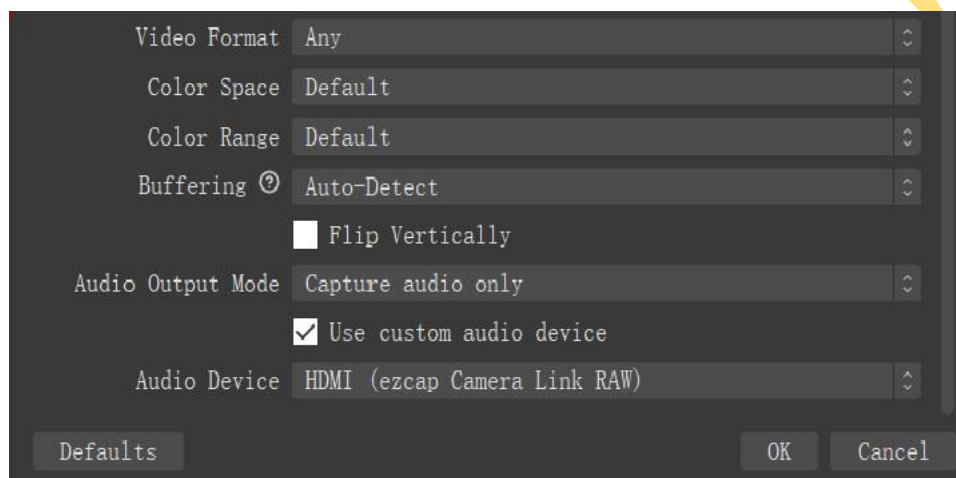 Video Format Any
Color Space Default
Color Range Default
Buffering ? Auto-Detect
Flip Vertically
Audio Output Mode Capture audio only
Use custom audio device
Audio Device HDMI (ezcap Camera Link RAW)
Defaults OK Cancel